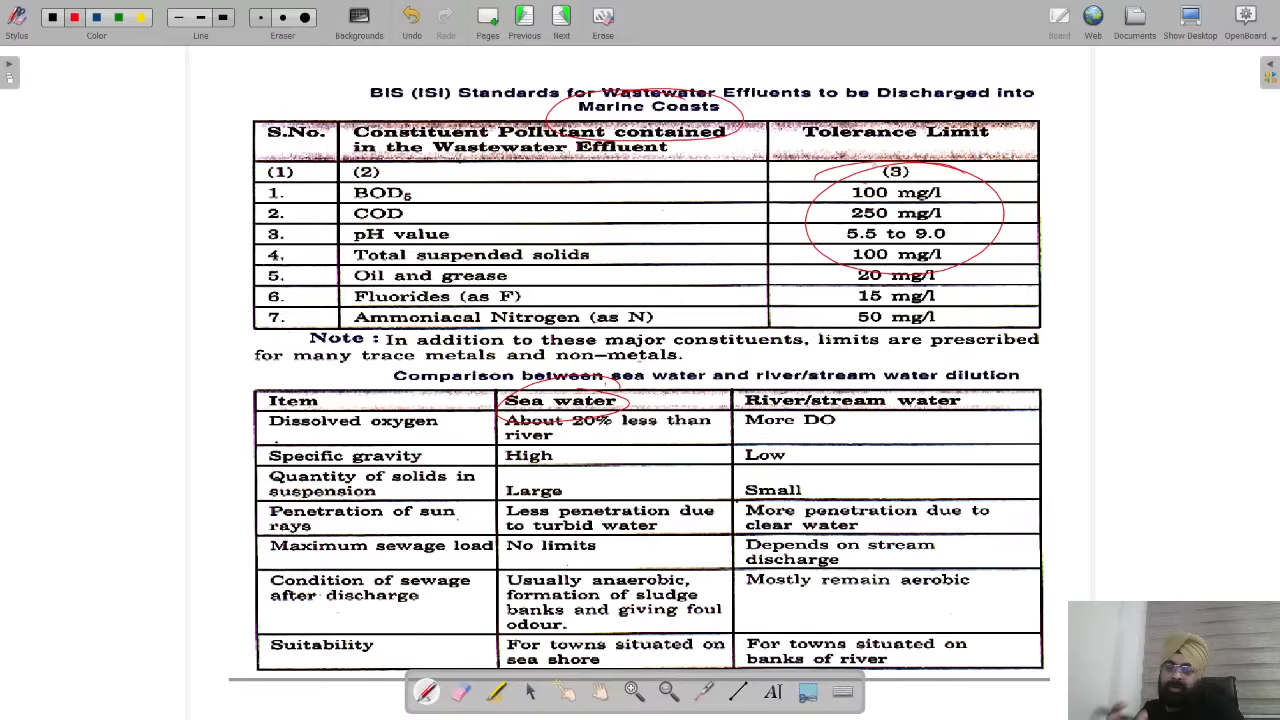 Stylus
Color
Line
Eraser
Backgrounds
Undo
Redo
Pages
Previous
Next
Erase
Board
Web
Documents
Show Desktop
OpenBoard
BIS (ISI) Standards for Wastewater Effluents to be Discharged into
Marine Coasts
S.No. Constituent Pollutant contained Tolerance Limit
in the Wastewater Effluent
(1) (2) (3)
1. BOD₅ 100 mg/l
2. COD 250 mg/l
3. pH value 5.5 to 9.0
4. Total suspended solids 100 mg/l
5. Oil and grease 20 mg/l
6. Fluorides (as F) 15 mg/l
7. Ammoniacal Nitrogen (as N) 50 mg/l
Note : In addition to these major constituents, limits are prescribed
for many trace metals and non-metals.
Comparison between sea water and river/stream water dilution
Item Sea water River/stream water
Dissolved oxygen About 20% less than More DO
river
Specific gravity High Low
Quantity of solids in
suspension Large Small
Penetration of sun Less penetration due More penetration due to
rays to turbid water clear water
Maximum sewage load No limits Depends on stream
discharge
Condition of sewage Usually anaerobic, Mostly remain aerobic
after discharge formation of sludge
banks and giving foul
odour.
Suitability For towns situated on For towns situated on
sea shore banks of river